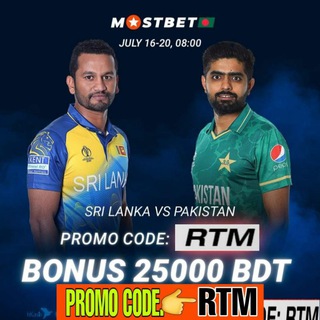 MOSTBET
JULY 16-20, 08:00
SRI LANKA
PAKISTAN
SRI LANKA VS PAKISTAN
PROMO CODE: RTM
BONUS 25000 BDT
PROMO CODE.👉RTM
DE: RTM